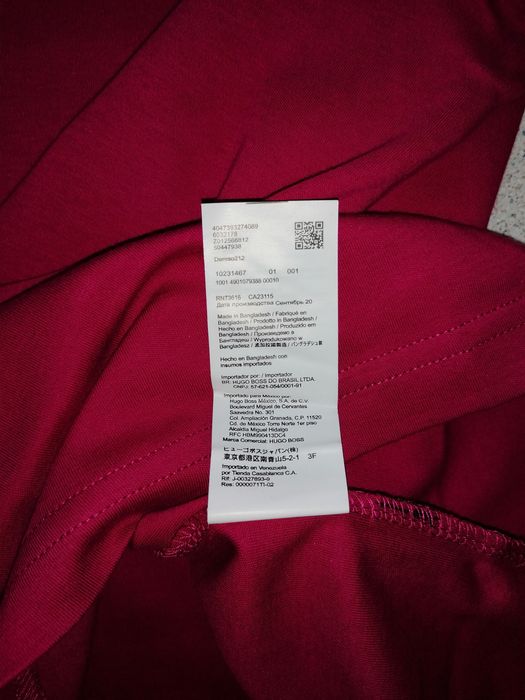 4047393274089
6032178
Z012566812
50447938
Demiso212
10231467 01 001
1001 4901079388 00010
RNT3616 CA23115
Дата производства Сентябрь 20
Made in Bangladesh / Fabriqué en
Bangladesh / Prodotto in Bangladesh /
Hecho en Bangladesh / Produzido em
Bangladesh / Произведено в
Бангладеш / Wyprodukowano w
Bangladesz / 孟加拉國製造 / バングラデシュ製
Hecho en Bangladesh con
insumos importados
Importador por: / Importador:
BR: HUGO BOSS DO BRASIL LTDA.
CNPJ: 57-621-054/0001-91
Importado para México por:
Hugo Boss México, S.A. de C.V.
Boulevard Miguel de Cervantes
Saavedra No. 301
Col. Ampliación Granada, C.P. 11520
Cd. de México Torre Norte 1er piso
Alcaldía Miguel Hidalgo
RFC HBM990413DC4
Marca Comercial: HUGO BOSS
ヒューゴボスジャパン(株)
東京都港区南青山5-2-1 3F
Importado en Venezuela
por Tienda Casablanca C.A.
Rif: J-00327893-9
Res: 0000071TI-02